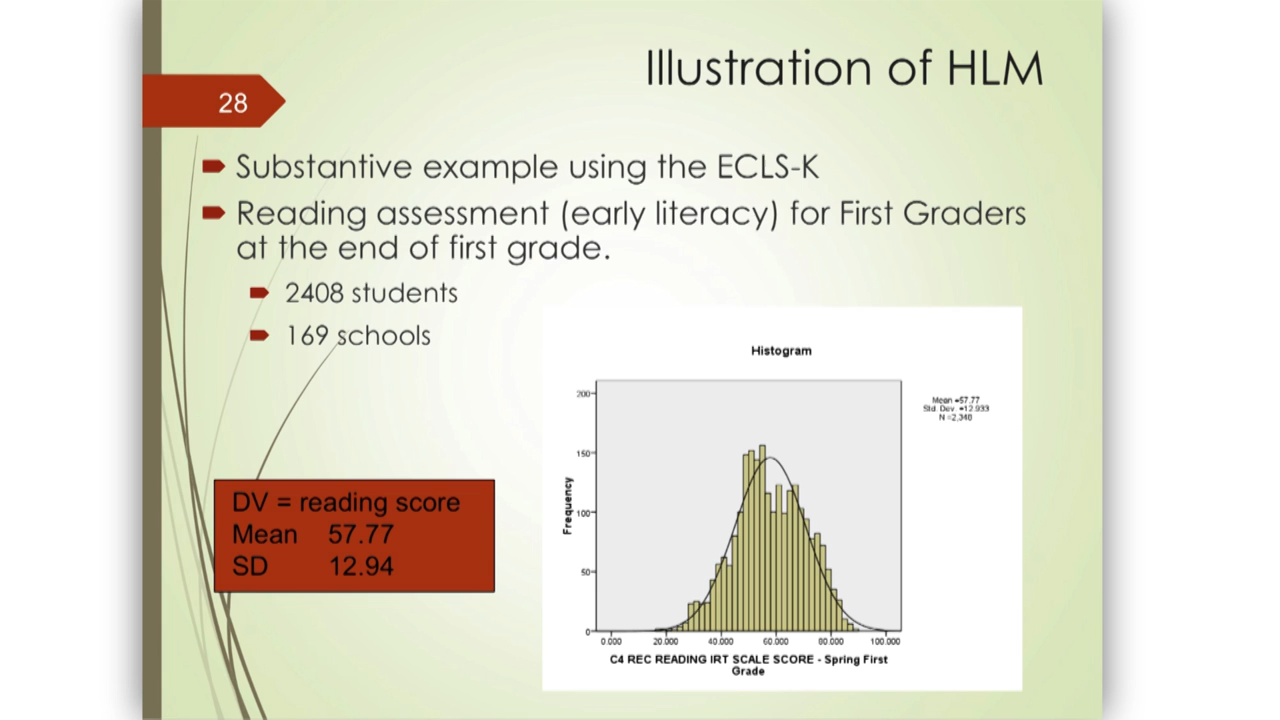 Illustration of HLM
28
Substantive example using the ECLS-K
Reading assessment (early literacy) for First Graders
at the end of first grade.
2408 students
169 schools
DV = reading score
Mean 57.77
SD 12.94
Histogram
Mean =57.77
Std. Dev. =12.933
N =2,340
Frequency
200
150
100
50
0
0.000 20.000 40.000 60.000 80.000 100.000
C4 REC READING IRT SCALE SCORE - Spring First
Grade